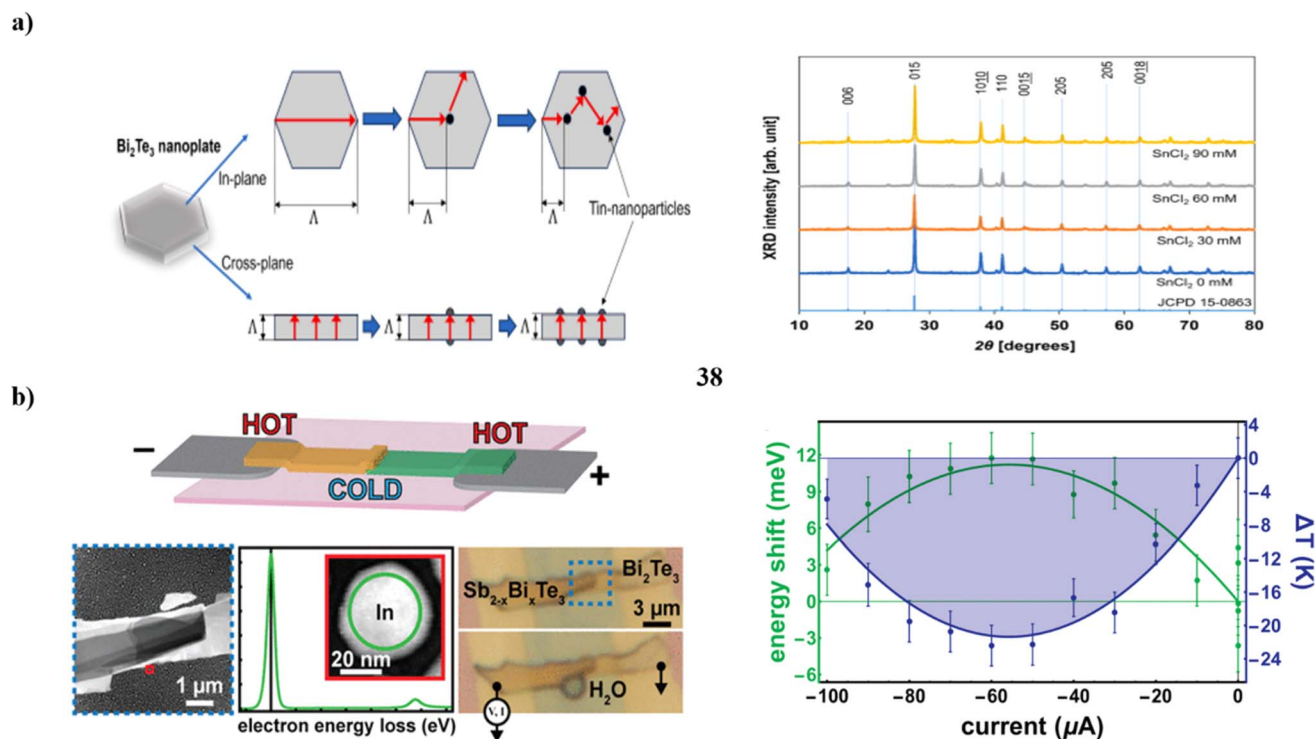 a)
Bi₂Te₃ nanoplate
In-plane
Cross-plane
Λ
Λ
Λ
Tin-nanoparticles
Λ
Λ
Λ
XRD intensity [arb. unit]
006
015
1010
110
0015
205
205
0018
SnCl₂ 90 mM
SnCl₂ 60 mM
SnCl₂ 30 mM
SnCl₂ 0 mM
JCPD 15-0863
10 20 30 40 50 60 70 80
2θ [degrees]
38
b)
HOT
HOT
COLD
−
+
1 μm
In
20 nm
electron energy loss (eV)
Sb₂₋ₓBiₓTe₃
Bi₂Te₃
3 μm
H₂O
V, I
energy shift (meV)
12
9
6
3
0
-3
-6
4
0
-4
-8
-12
-16
-20
-24
ΔT (K)
-100 -80 -60 -40 -20 0
current (μA)